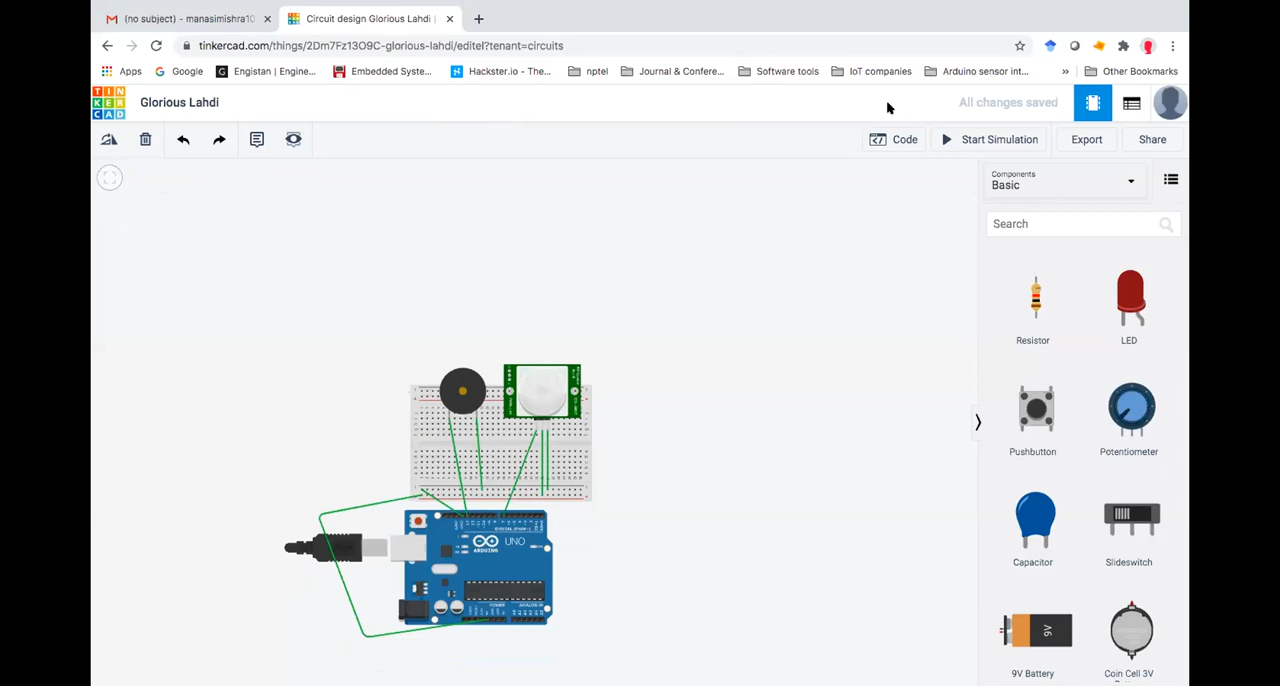 (no subject) - manasimishra10
Circuit design Glorious Lahdi |
tinkercad.com/things/2Dm7Fz13O9C-glorious-lahdi/editel?tenant=circuits
Apps
Google
Engistan | Engine...
Embedded Syste...
Hackster.io - The...
nptel
Journal & Confere...
Software tools
IoT companies
Arduino sensor int...
»
Other Bookmarks
TIN
KER
CAD
Glorious Lahdi
All changes saved
Code
Start Simulation
Export
Share
Components
Basic
Search
Resistor
LED
Pushbutton
Potentiometer
Capacitor
Slideswitch
9V
9V Battery
Coin Cell 3V
UNO
ARDUINO